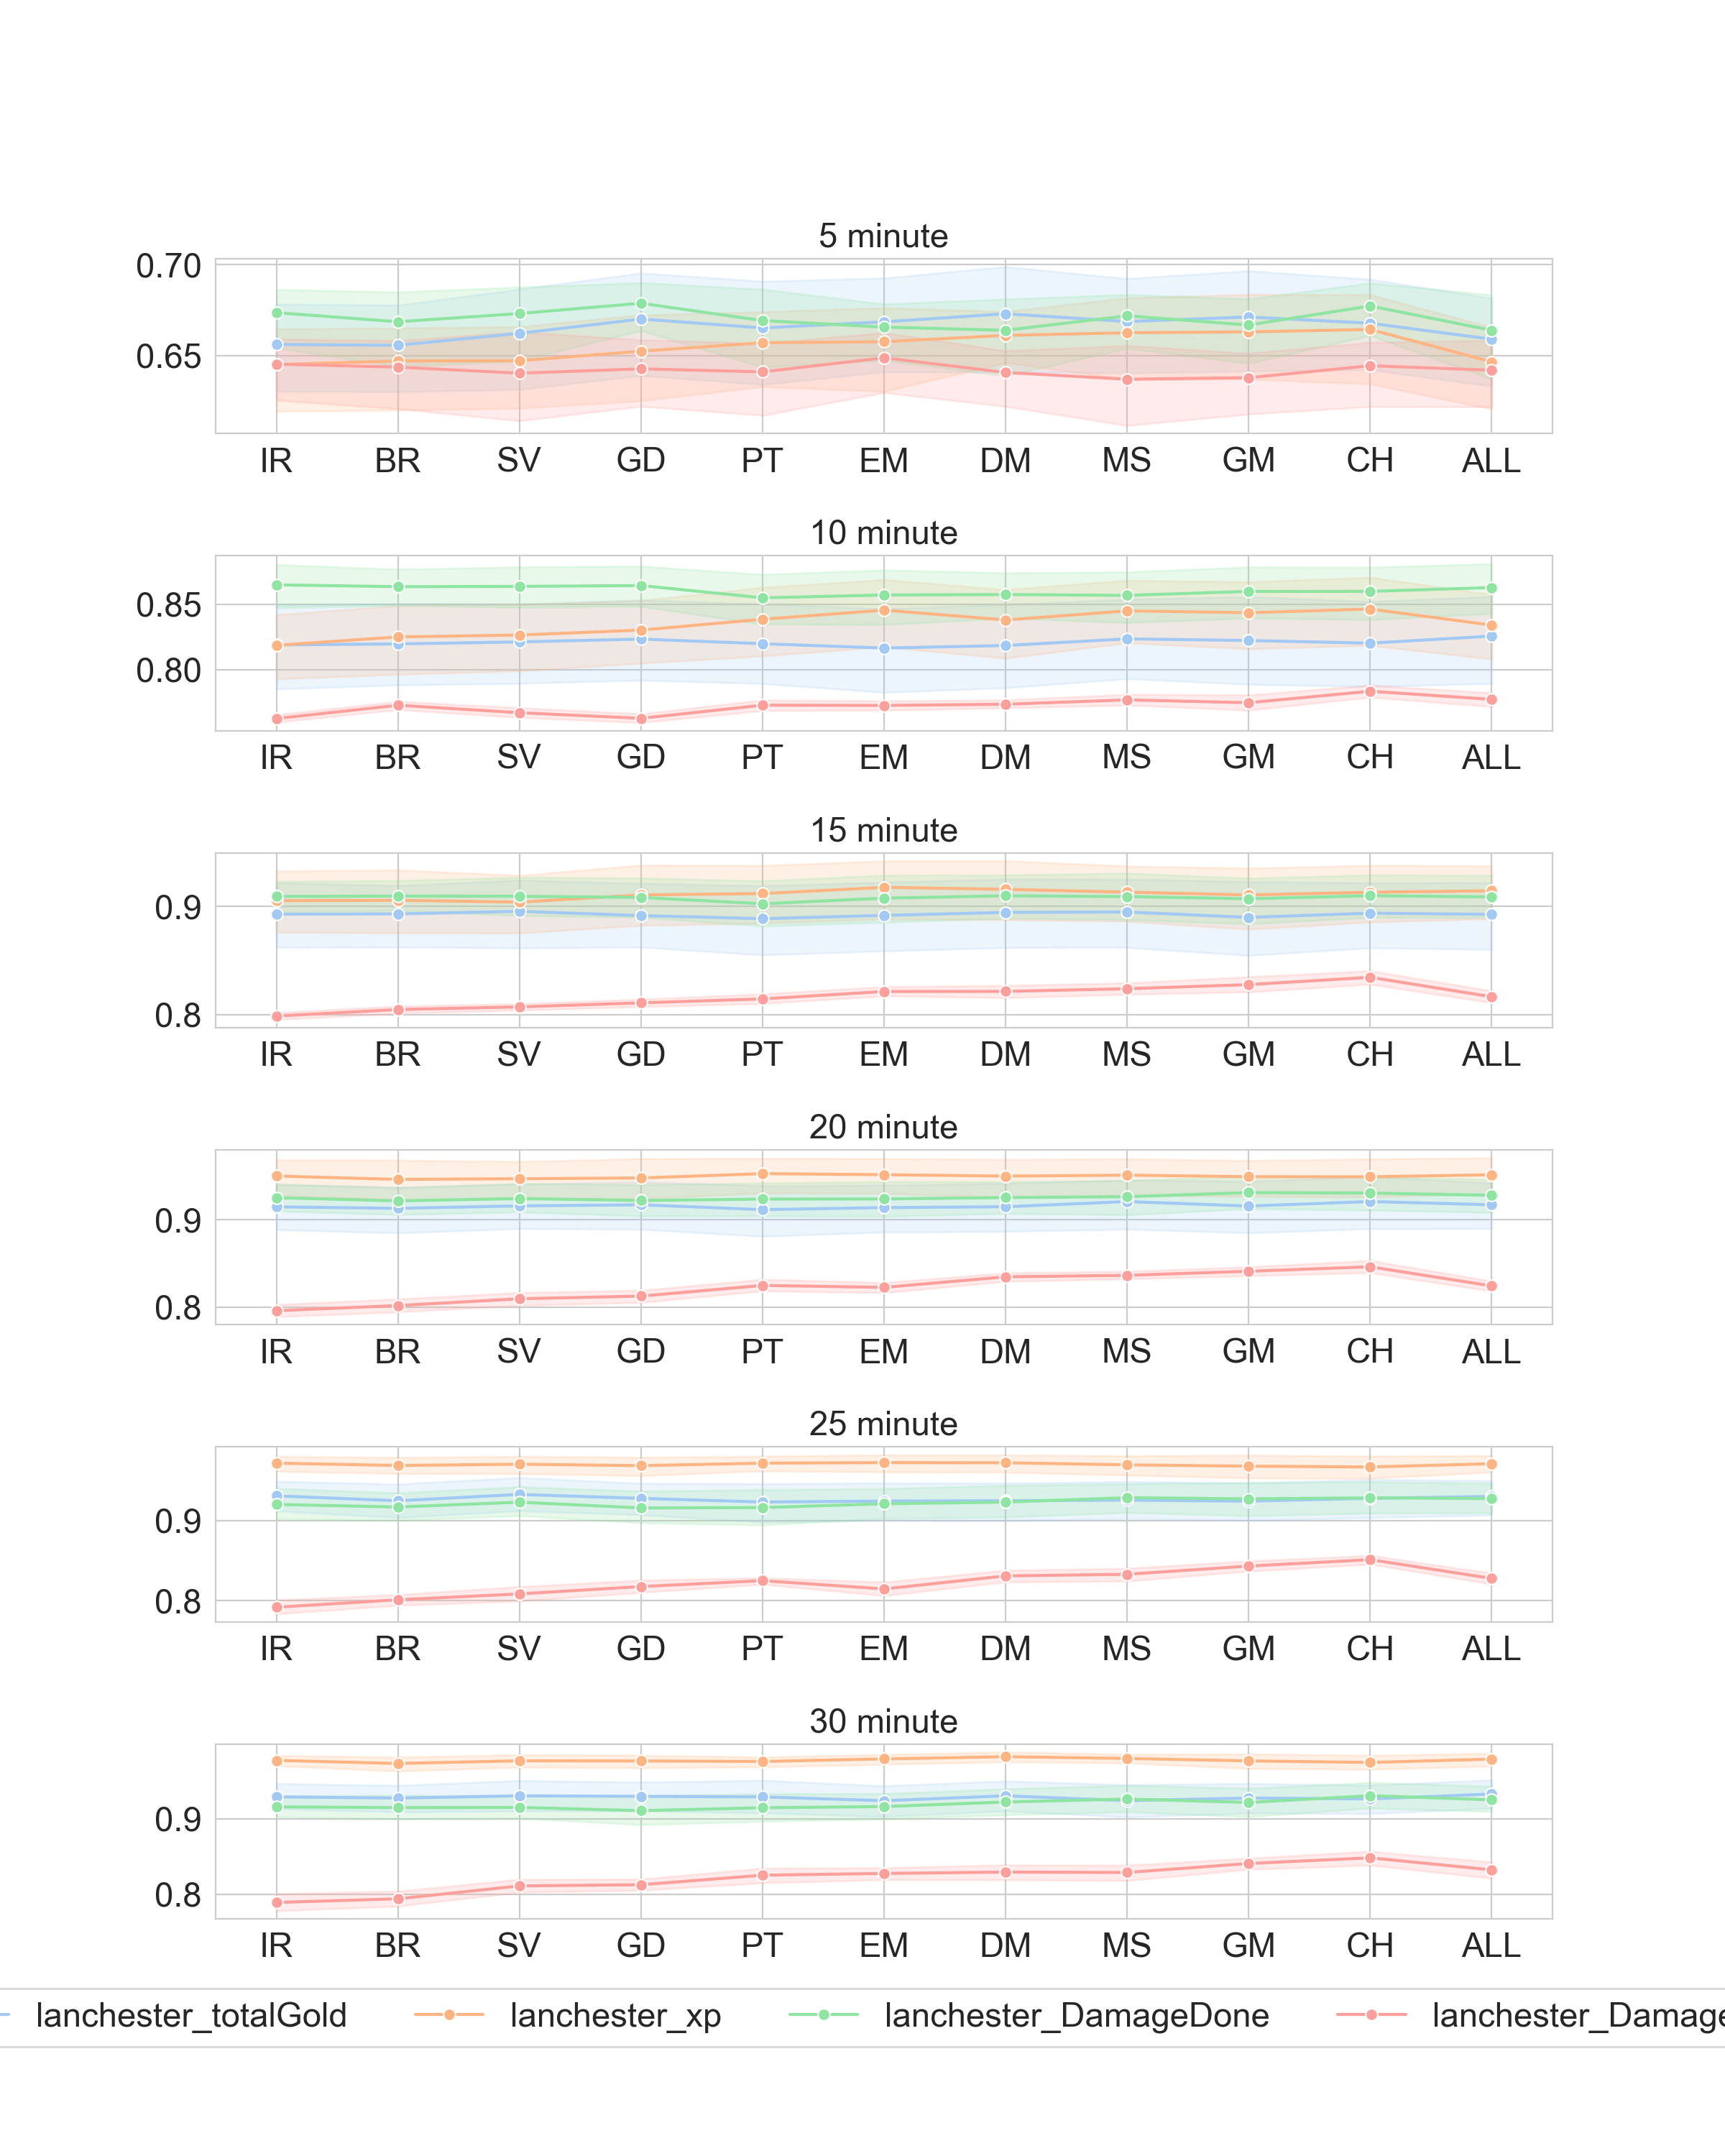 5 minute
0.70
0.65
IR BR SV GD PT EM DM MS GM CH ALL
10 minute
0.85
0.80
IR BR SV GD PT EM DM MS GM CH ALL
15 minute
0.9
0.8
IR BR SV GD PT EM DM MS GM CH ALL
20 minute
0.9
0.8
IR BR SV GD PT EM DM MS GM CH ALL
25 minute
0.9
0.8
IR BR SV GD PT EM DM MS GM CH ALL
30 minute
0.9
0.8
IR BR SV GD PT EM DM MS GM CH ALL
lanchester_totalGold lanchester_xp lanchester_DamageDone lanchester_Damage